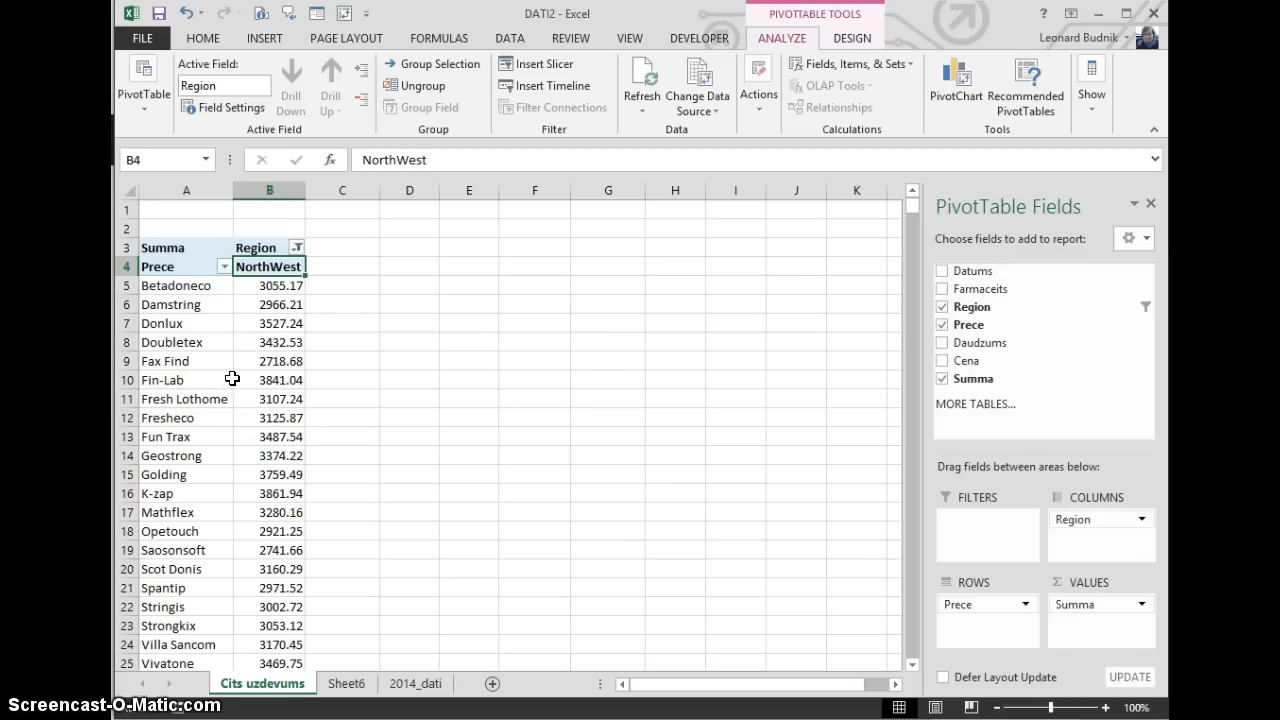 DATI2 - Excel
PIVOTTABLE TOOLS
?
FILE HOME INSERT PAGE LAYOUT FORMULAS DATA REVIEW VIEW DEVELOPER ANALYZE DESIGN
Leonard Budnik
PivotTable
Active Field:
Region
Field Settings
Drill Down
Drill Up
Active Field
Group Selection
Ungroup
Group Field
Group
Insert Slicer
Insert Timeline
Filter Connections
Filter
Refresh
Change Data Source
Data
Actions
Fields, Items, & Sets
OLAP Tools
Relationships
Calculations
PivotChart
Recommended PivotTables
Tools
Show
B4 fx NorthWest
A B C D E F G H I J K
1
2
3 Summa Region
4 Prece NorthWest
5 Betadoneco 3055.17
6 Damstring 2966.21
7 Donlux 3527.24
8 Doubletex 3432.53
9 Fax Find 2718.68
10 Fin-Lab 3841.04
11 Fresh Lothome 3107.24
12 Fresheco 3125.87
13 Fun Trax 3487.54
14 Geostrong 3374.22
15 Golding 3759.49
16 K-zap 3861.94
17 Mathflex 3280.16
18 Opetouch 2921.25
19 Saosonsoft 2741.66
20 Scot Donis 3160.29
21 Spantip 2971.52
22 Stringis 3002.72
23 Strongkix 3053.12
24 Villa Sancom 3170.45
25 Vivatone 3469.75
PivotTable Fields
Choose fields to add to report:
Datums
Farmaceits
Region
Prece
Daudzums
Cena
Summa
MORE TABLES...
Drag fields between areas below:
FILTERS
COLUMNS
Region
ROWS
Prece
Σ VALUES
Summa
Defer Layout Update
UPDATE
Cits uzdevums Sheet6 2014_dati
100%
Screencast-O-Matic.com